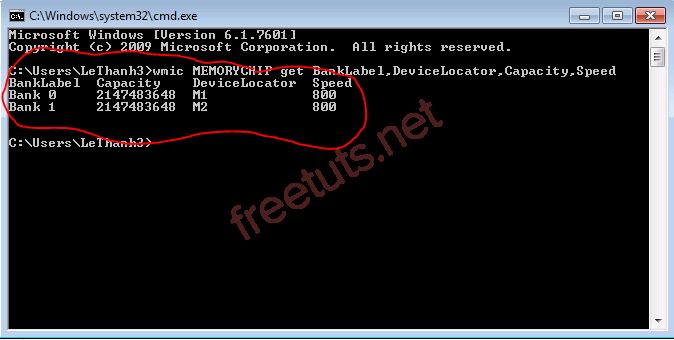 C:\Windows\system32\cmd.exe
Microsoft Windows [Version 6.1.7601]
Copyright (c) 2009 Microsoft Corporation.  All rights reserved.
C:\Users\LeThanh3>wmic MEMORYCHIP get BankLabel,DeviceLocator,Capacity,Speed
BankLabel  Capacity    DeviceLocator  Speed
Bank 0     2147483648  M1             800
Bank 1     2147483648  M2             800
C:\Users\LeThanh3>
freetuts.net